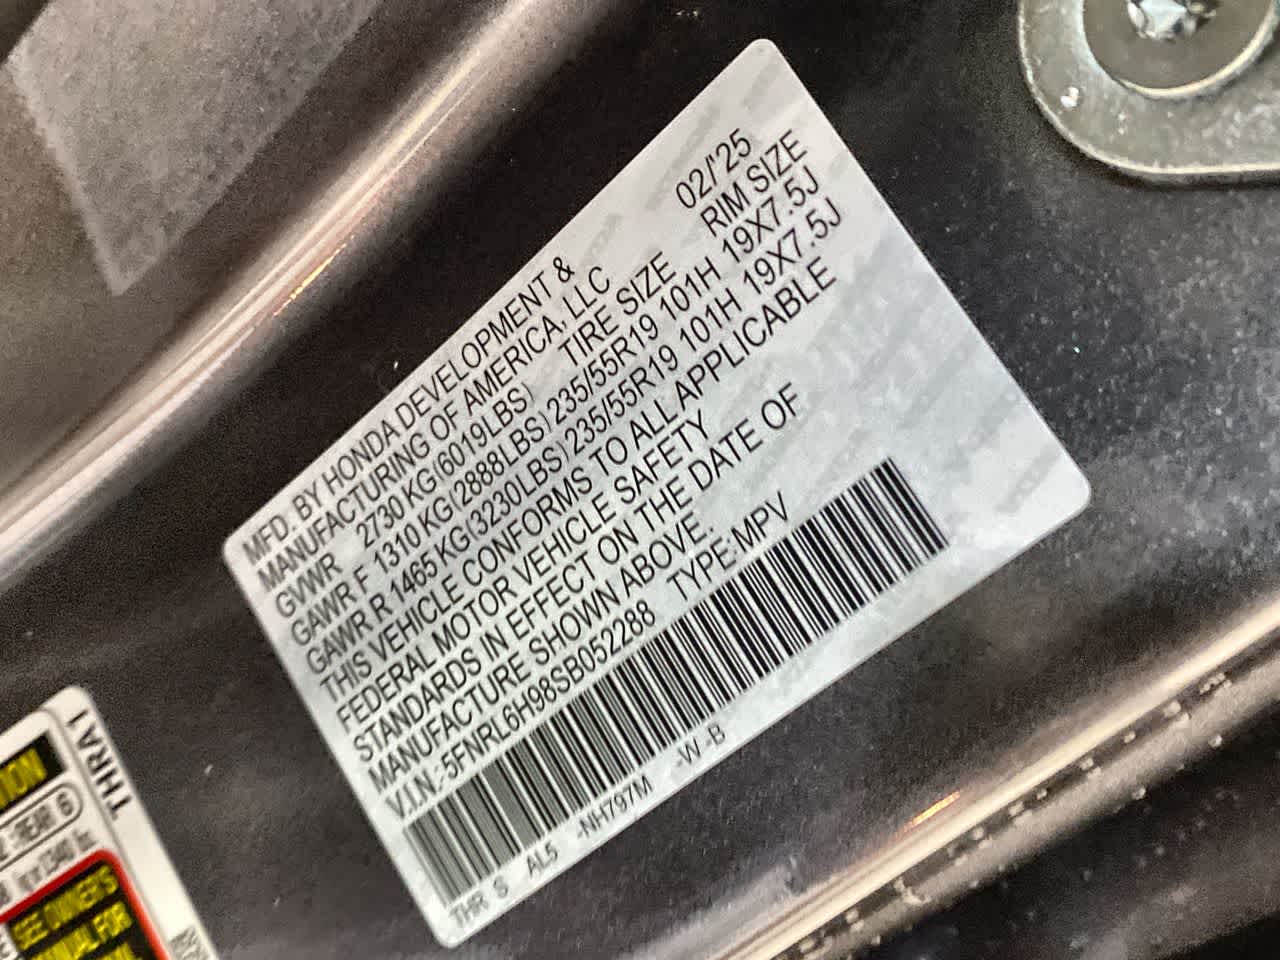 02/'25
MFD. BY HONDA DEVELOPMENT &
MANUFACTURING OF AMERICA, LLC
GVWR 2730 KG(6019LBS) TIRE SIZE RIM SIZE
GAWR F 1310 KG(2888LBS) 235/55R19 101H 19X7.5J
GAWR R 1465 KG(3230LBS) 235/55R19 101H 19X7.5J
THIS VEHICLE CONFORMS TO ALL APPLICABLE
FEDERAL MOTOR VEHICLE SAFETY
STANDARDS IN EFFECT ON THE DATE OF
MANUFACTURE SHOWN ABOVE.
V.I.N.: 5FNRL6H98SB052288 TYPE: MPV
THR S AL5 -NH797M -W -B
THRA1
SEE OWNER'S